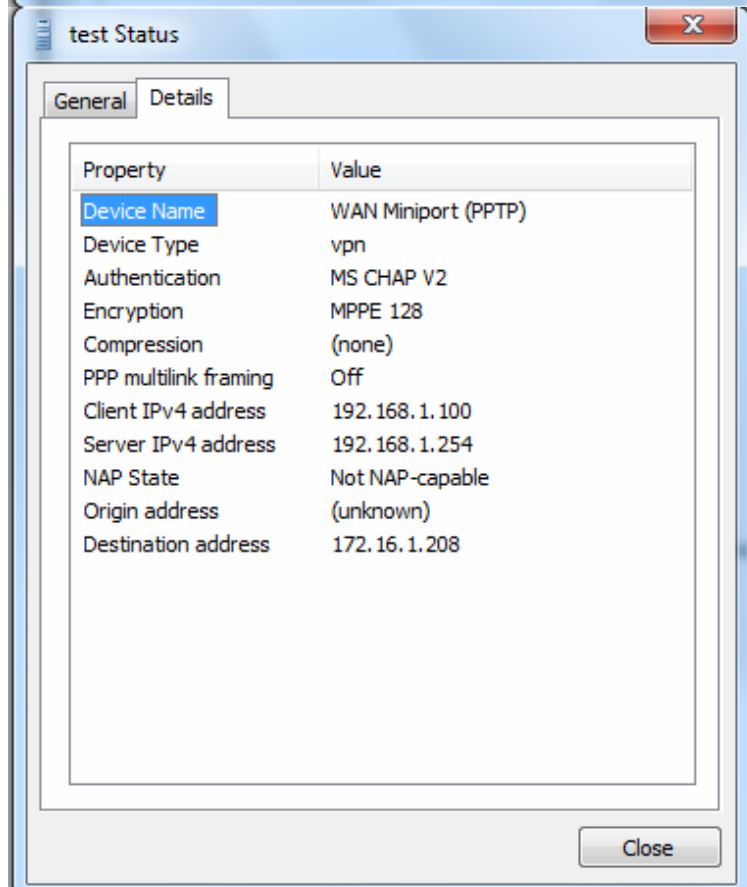 test Status
General Details
Property Value
Device Name WAN Miniport (PPTP)
Device Type vpn
Authentication MS CHAP V2
Encryption MPPE 128
Compression (none)
PPP multilink framing Off
Client IPv4 address 192.168.1.100
Server IPv4 address 192.168.1.254
NAP State Not NAP-capable
Origin address (unknown)
Destination address 172.16.1.208
Close